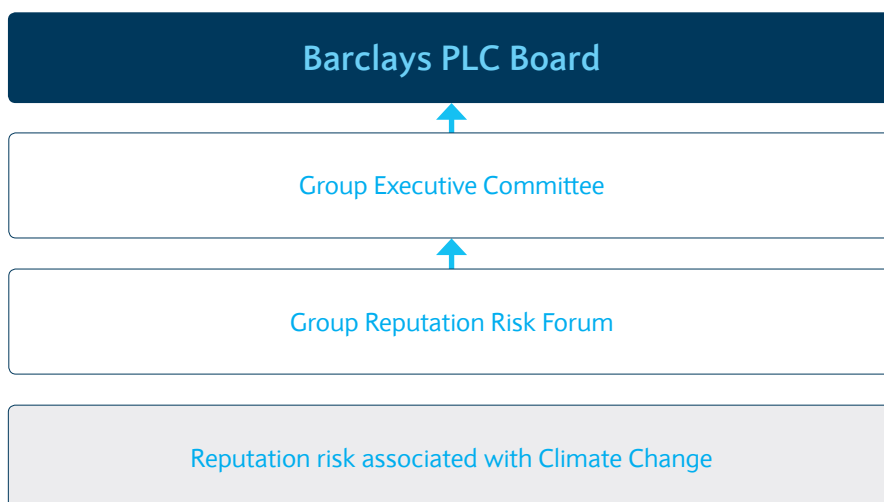 Barclays PLC Board
Group Executive Committee
Group Reputation Risk Forum
Reputation risk associated with Climate Change